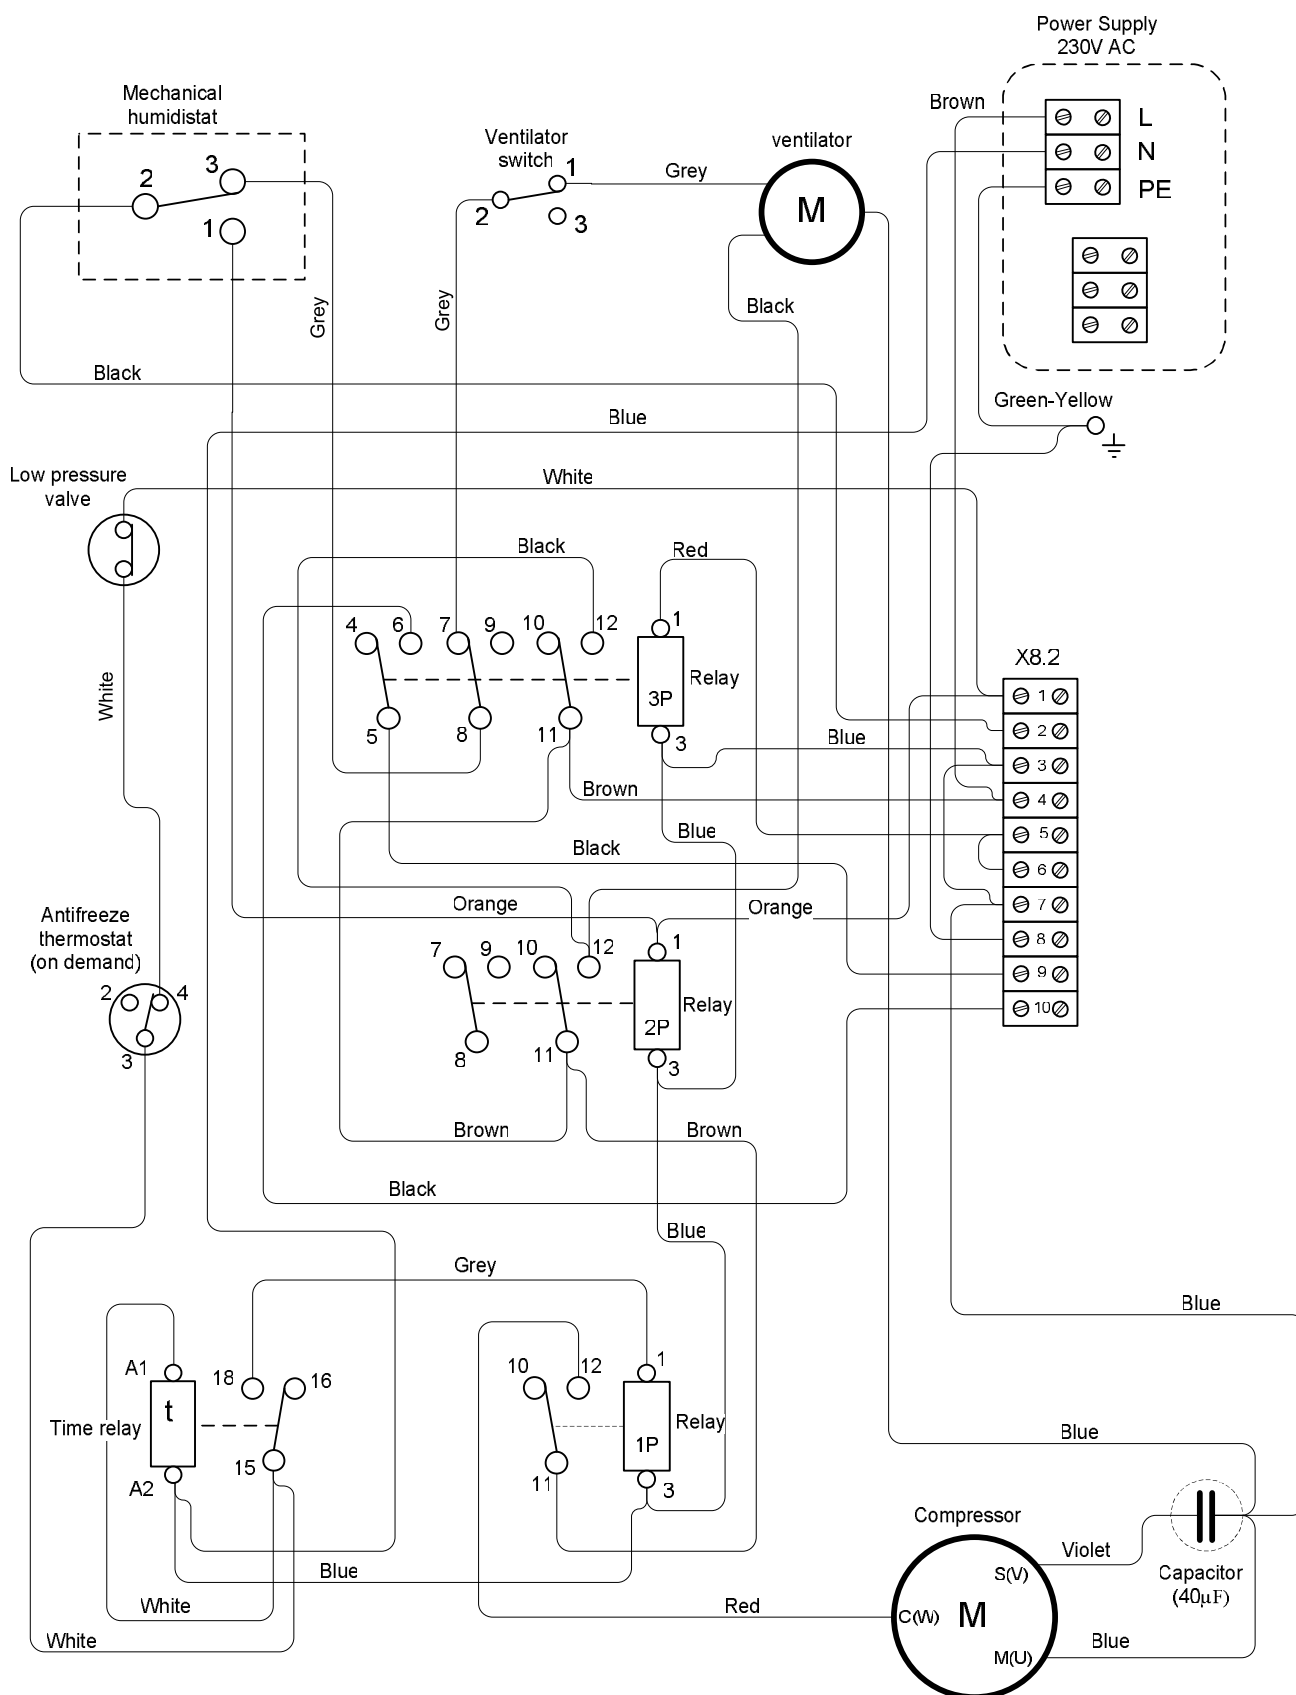 Power Supply
230V AC
Mechanical
humidistat
Brown
L
Ventilator
switch
ventilator
N
3
1
Grey
2
PE
M
2
1
3
Grey
Grey
Black
Black
Green-Yellow
Blue
Low pressure
valve
White
Black
Red
4
6
7
9
10
12
1
X8.2
White
Relay
3P
1
5
8
11
3
2
Blue
3
Brown
4
Blue
5
Black
6
Antifreeze
thermostat
(on demand)
Orange
Orange
7
7
9
10
12
1
8
2
4
Relay
9
2P
10
3
8
11
3
Brown
Brown
Black
Blue
Grey
Blue
A1
18
16
10
12
1
t
Time relay
Relay
1P
Blue
15
A2
11
3
Compressor
Violet
Capacitor
(40µF)
Blue
S(V)
White
Red
C(W)
M
White
M(U)
Blue